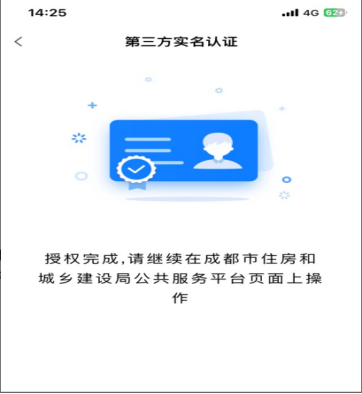 14:25
4G 62
第三方实名认证
授权完成,请继续在成都市住房和
城乡建设局公共服务平台页面上操
作